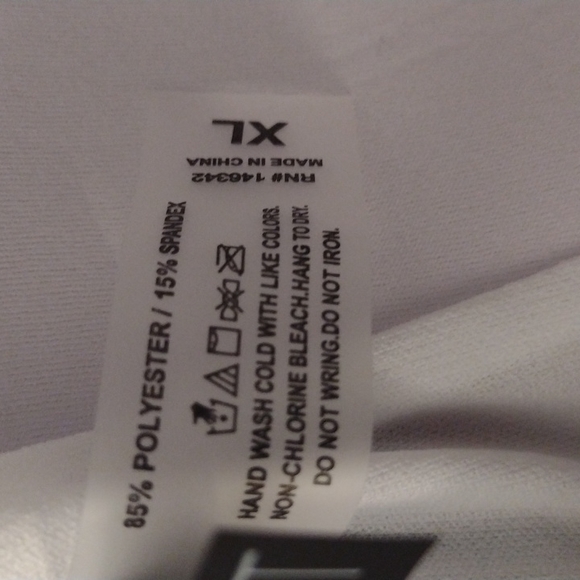 XL
MADE IN CHINA
RN# 146342
85% POLYESTER / 15% SPANDEX
HAND WASH COLD WITH LIKE COLORS.
NON-CHLORINE BLEACH.HANG TO DRY.
DO NOT WRING.DO NOT IRON.